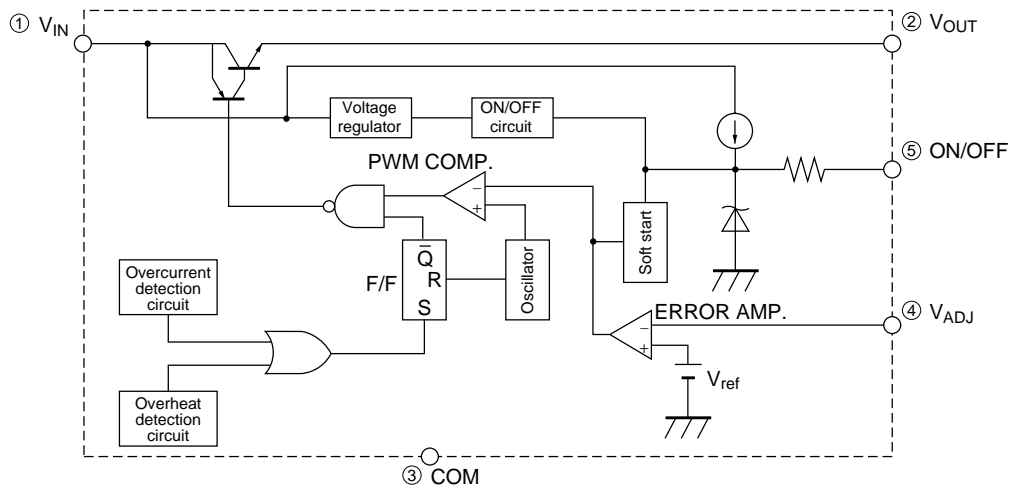 ① VIN
② VOUT
Voltage
regulator
ON/OFF
circuit
⑤ ON/OFF
PWM COMP.
−
+
Soft start
Q̄
R
S
F/F
Oscillator
Overcurrent
detection
circuit
ERROR AMP.
−
+
④ VADJ
Vref
Overheat
detection
circuit
③ COM